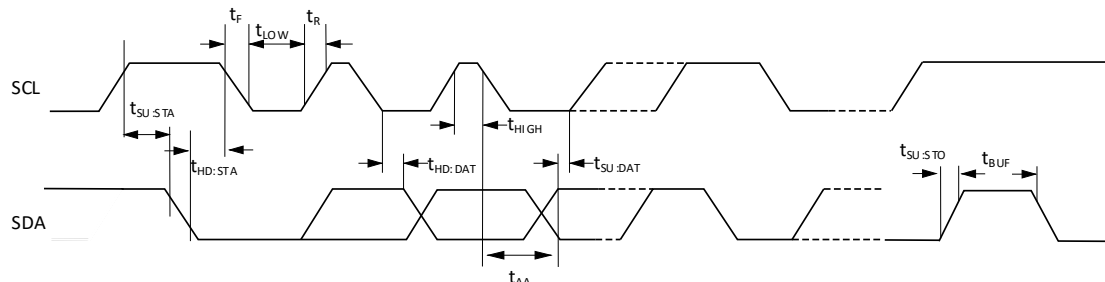 tF
tLOW
tR
SCL
tSU:STA
tHD:STA
tHD:DAT
tHIGH
tSU:DAT
tSU:STO
tBUF
SDA
tAA